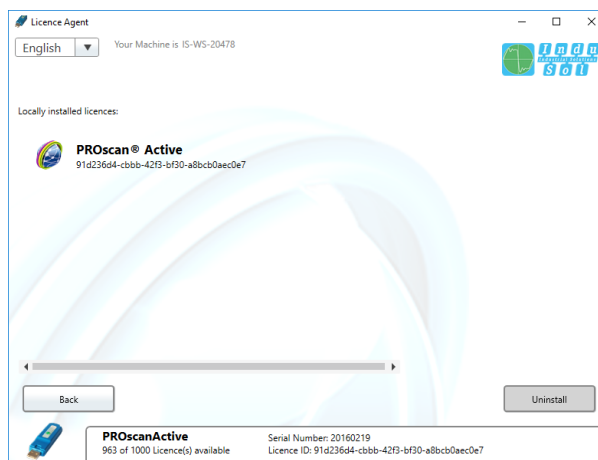 Licence Agent
English
Your Machine is IS-WS-20478
Indu
industrial solutions
Sol
Locally installed licences:
PROscan® Active
91d236d4-cbbb-42f3-bf30-a8bcb0aec0e7
Back
Uninstall
PROscanActive
Serial Number: 20160219
963 of 1000 Licence(s) available
Licence ID: 91d236d4-cbbb-42f3-bf30-a8bcb0aec0e7